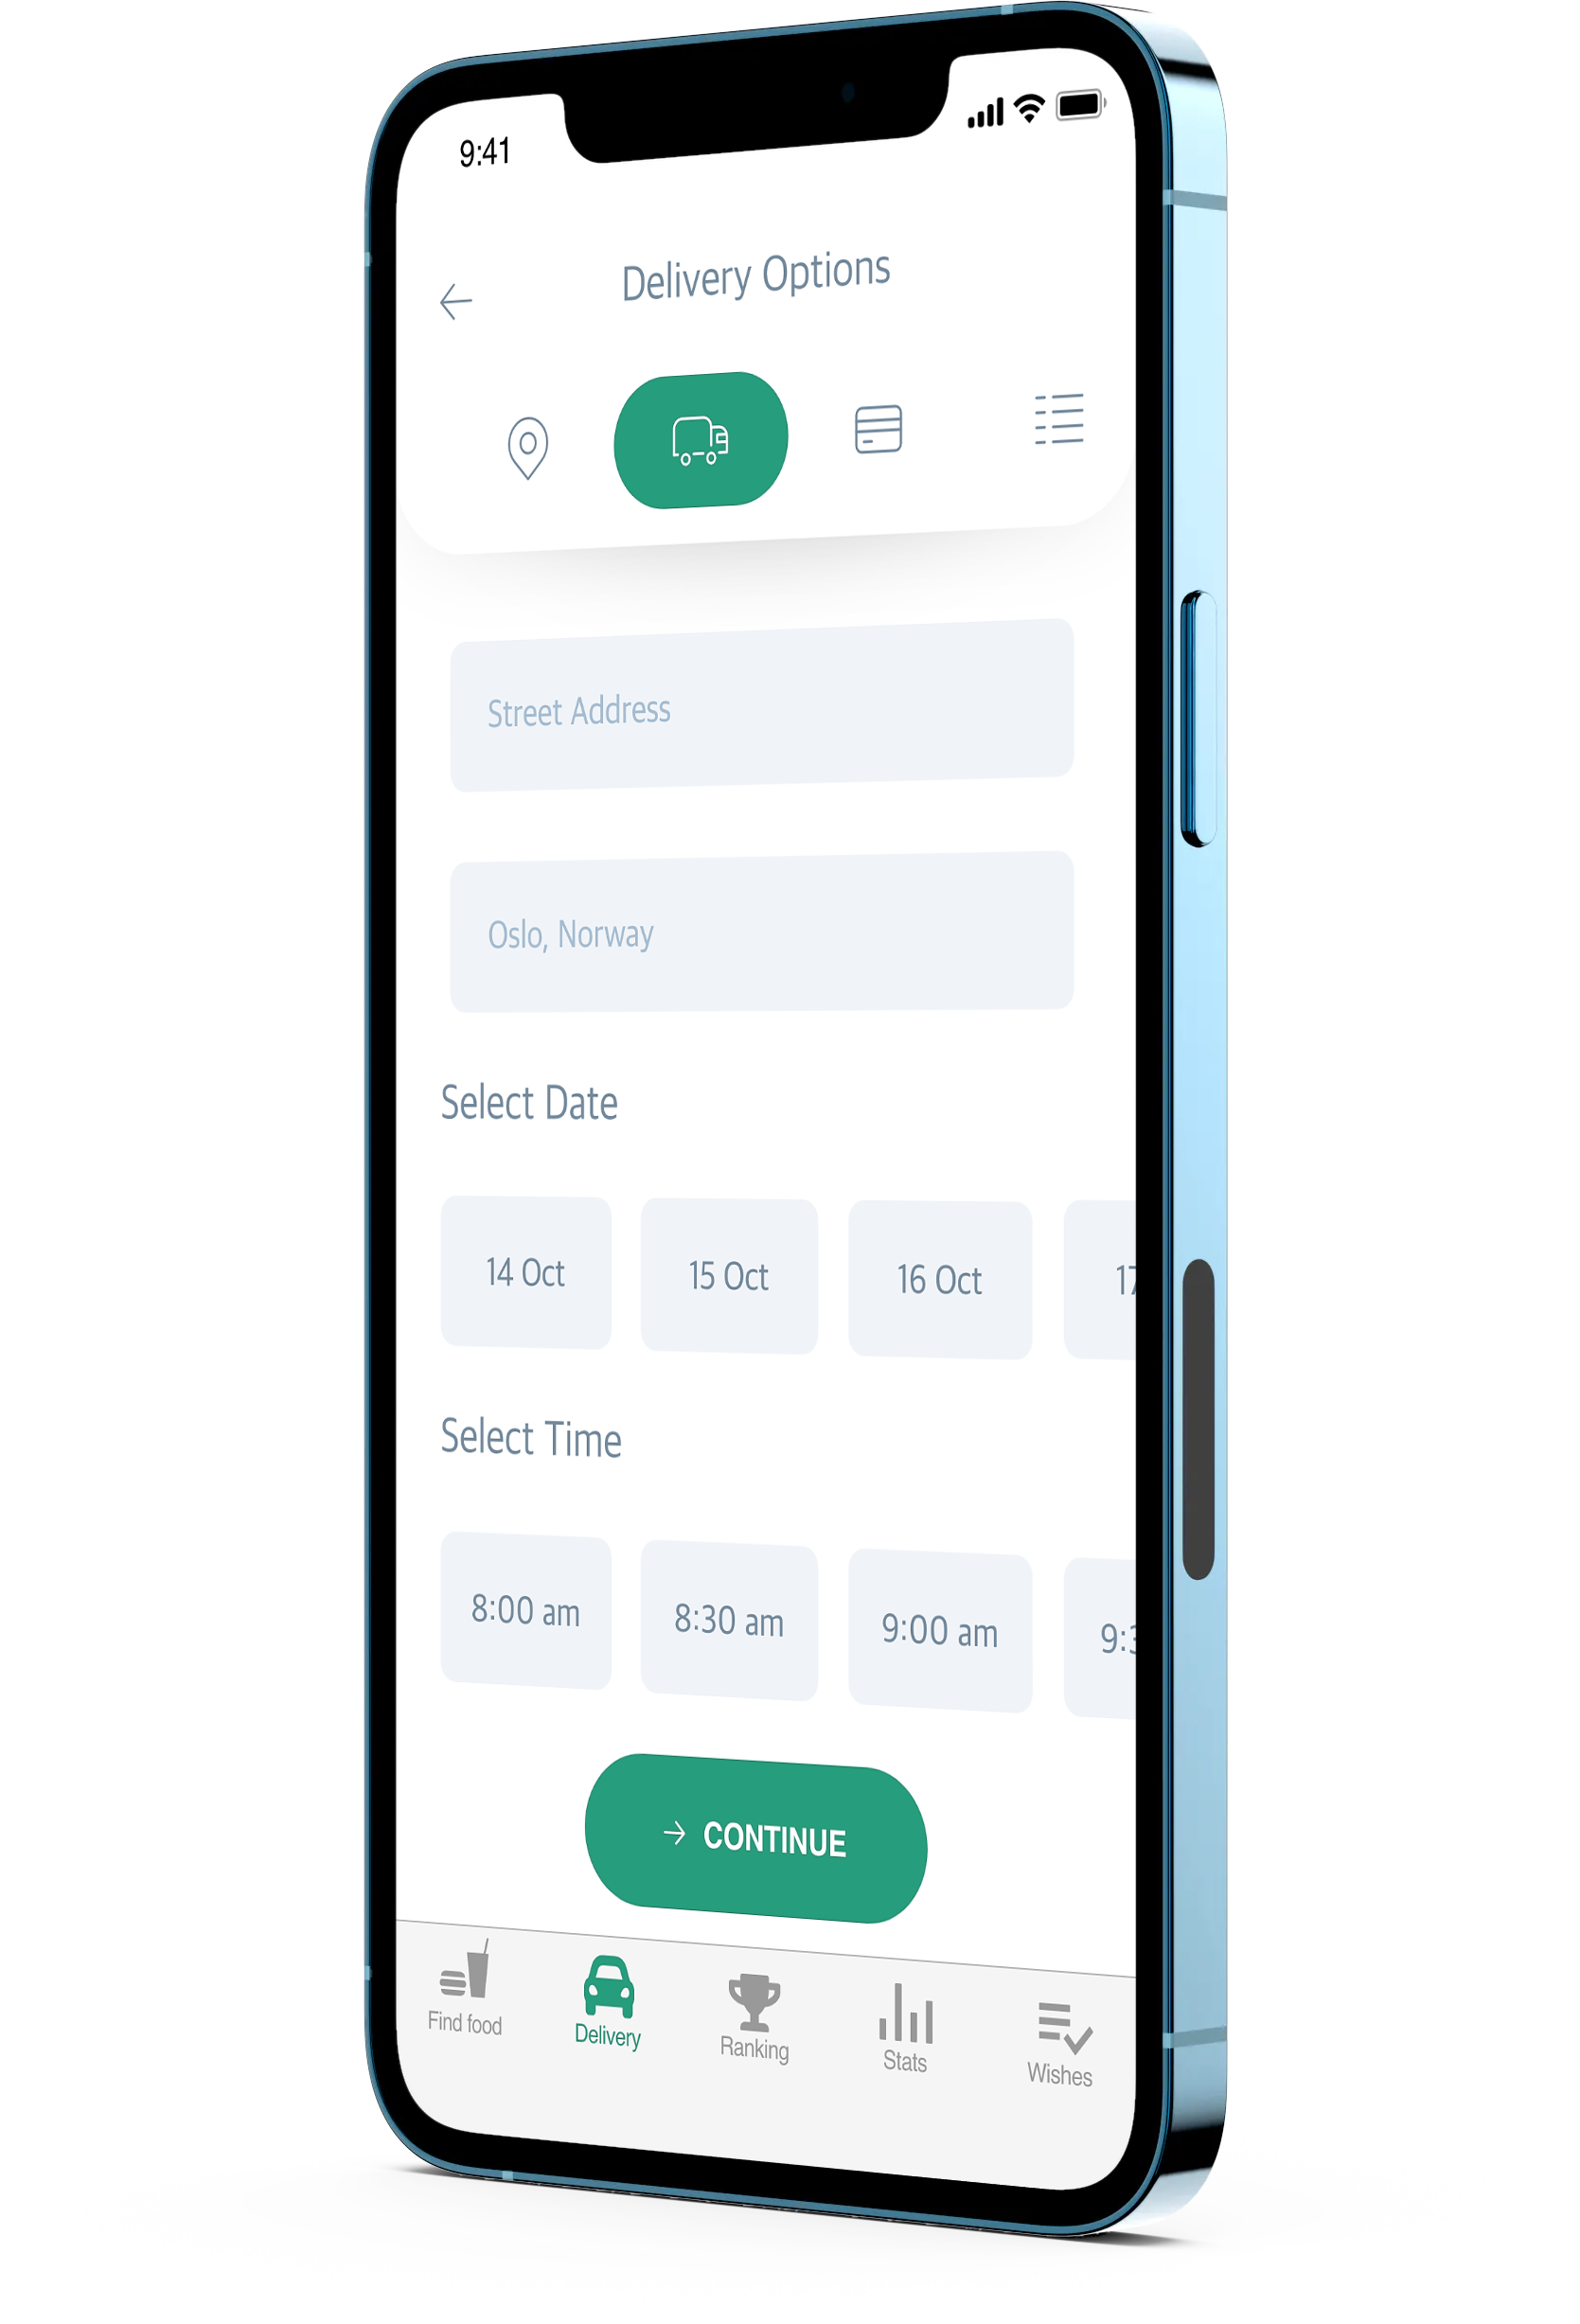 9:41
Delivery Options
Street Address
Oslo, Norway
Select Date
14 Oct 15 Oct 16 Oct 17
Select Time
8:00 am 8:30 am 9:00 am 9:3
CONTINUE
Find food Delivery Ranking Stats Wishes